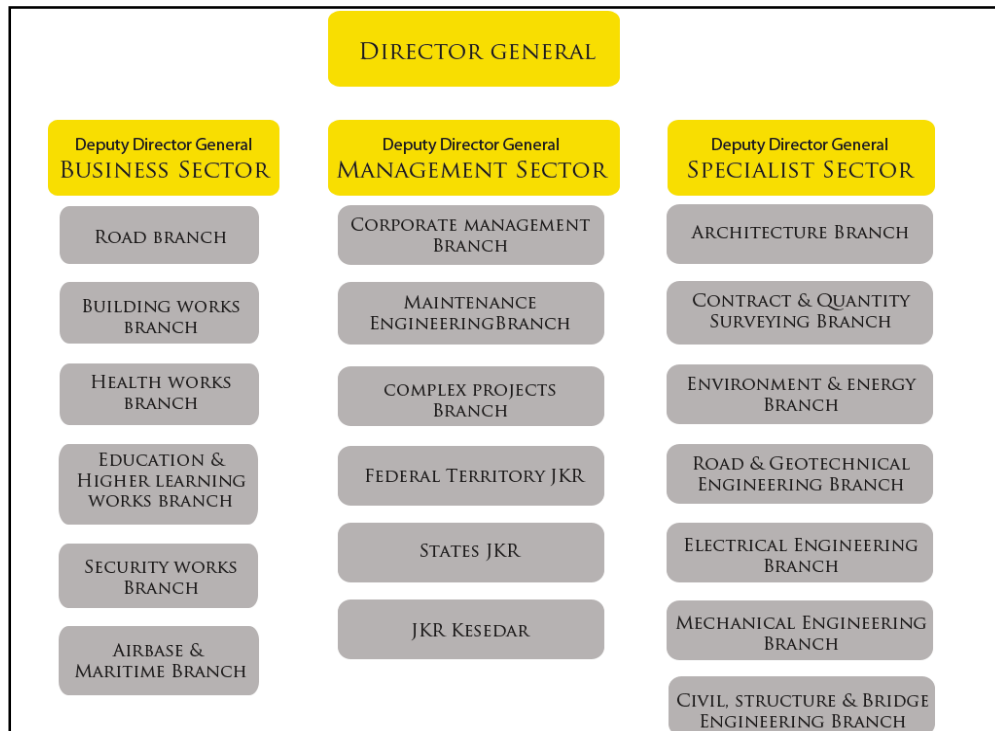 Director general
Deputy Director General
Business Sector
Road branch
Building works
branch
Health works
branch
Education &
Higher learning
works branch
Security works
Branch
Airbase &
Maritime Branch
Deputy Director General
Management Sector
Corporate management
Branch
Maintenance
EngineeringBranch
complex projects
Branch
Federal Territory JKR
States JKR
JKR Kesedar
Deputy Director General
Specialist Sector
Architecture Branch
Contract & Quantity
Surveying Branch
Environment & energy
Branch
Road & Geotechnical
Engineering Branch
Electrical Engineering
Branch
Mechanical Engineering
Branch
Civil, structure & Bridge
Engineering Branch